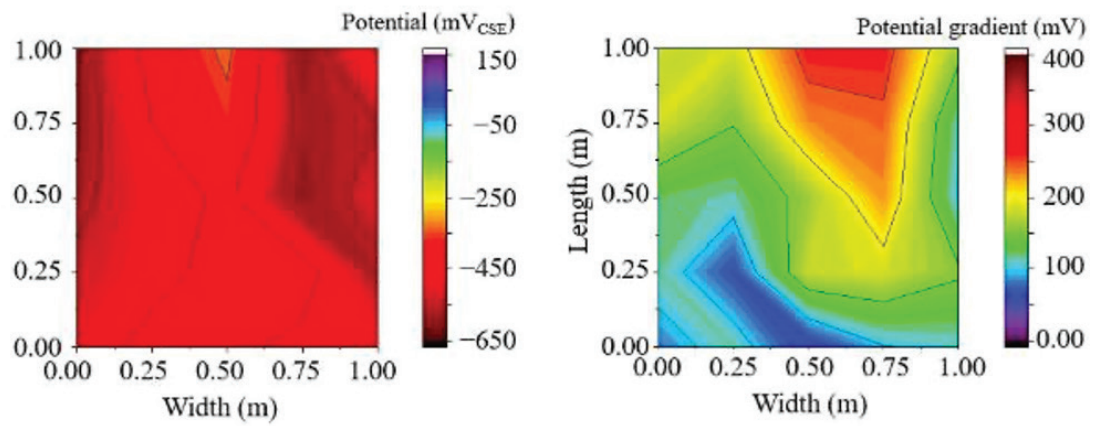 Potential (mV_CSE)
1.00
0.75
0.50
0.25
0.00
0.00 0.25 0.50 0.75 1.00
Width (m)
150
−50
−250
−450
−650
Potential gradient (mV)
Length (m)
1.00
0.75
0.50
0.25
0.00
0.00 0.25 0.50 0.75 1.00
Width (m)
400
300
200
100
0.00